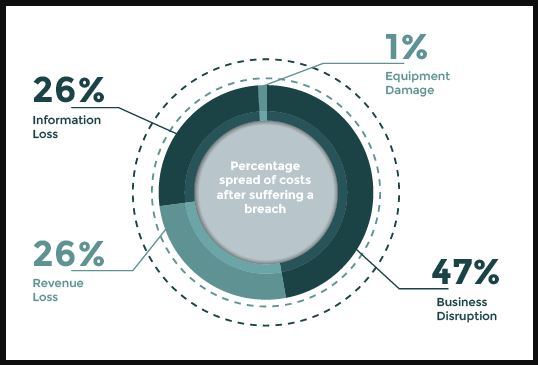 1%
Equipment
Damage
26%
Information
Loss
Percentage
spread of costs
after suffering a
breach
26%
Revenue
Loss
47%
Business
Disruption